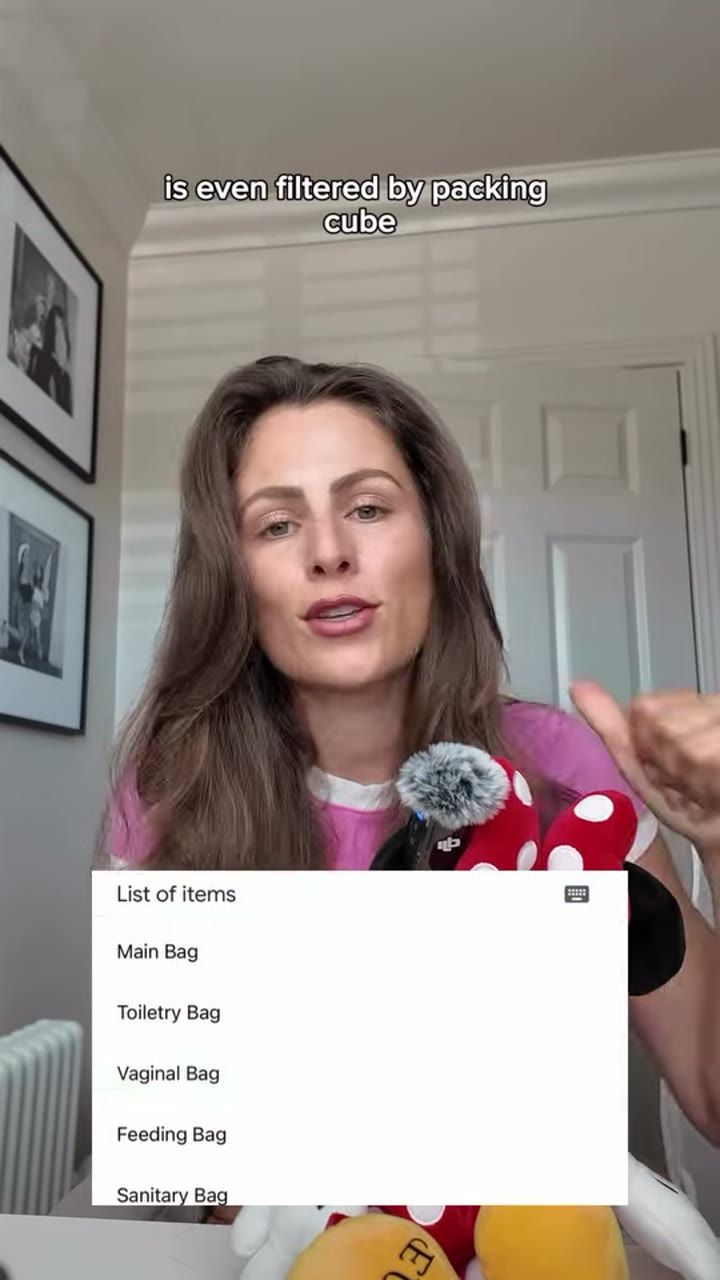 is even filtered by packing
cube
List of items
Main Bag
Toiletry Bag
Vaginal Bag
Feeding Bag
Sanitary Bag